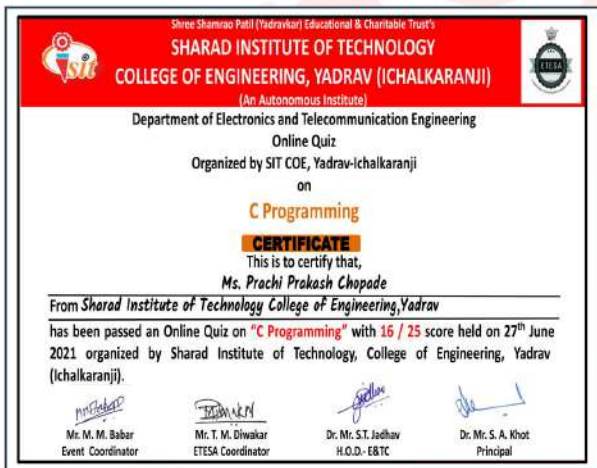 Shree Shamrao Patil (Yadravkar) Educational & Charitable Trust's
SHARAD INSTITUTE OF TECHNOLOGY
COLLEGE OF ENGINEERING, YADRAV (ICHALKARANJI)
(An Autonomous Institute)
sit
ETESA
Department of Electronics and Telecommunication Engineering
Online Quiz
Organized by SIT COE, Yadrav-Ichalkaranji
on
C Programming
CERTIFICATE
This is to certify that,
Ms. Prachi Prakash Chopade
From Sharad Institute of Technology College of Engineering,Yadrav
has been passed an Online Quiz on "C Programming" with 16 / 25 score held on 27th June
2021 organized by Sharad Institute of Technology, College of Engineering, Yadrav
(Ichalkaranji).
Mr. M. M. Babar Mr. T. M. Diwakar Dr. Mr. S.T. Jadhav Dr. Mr. S. A. Khot
Event Coordinator ETESA Coordinator H.O.D.- E&TC Principal